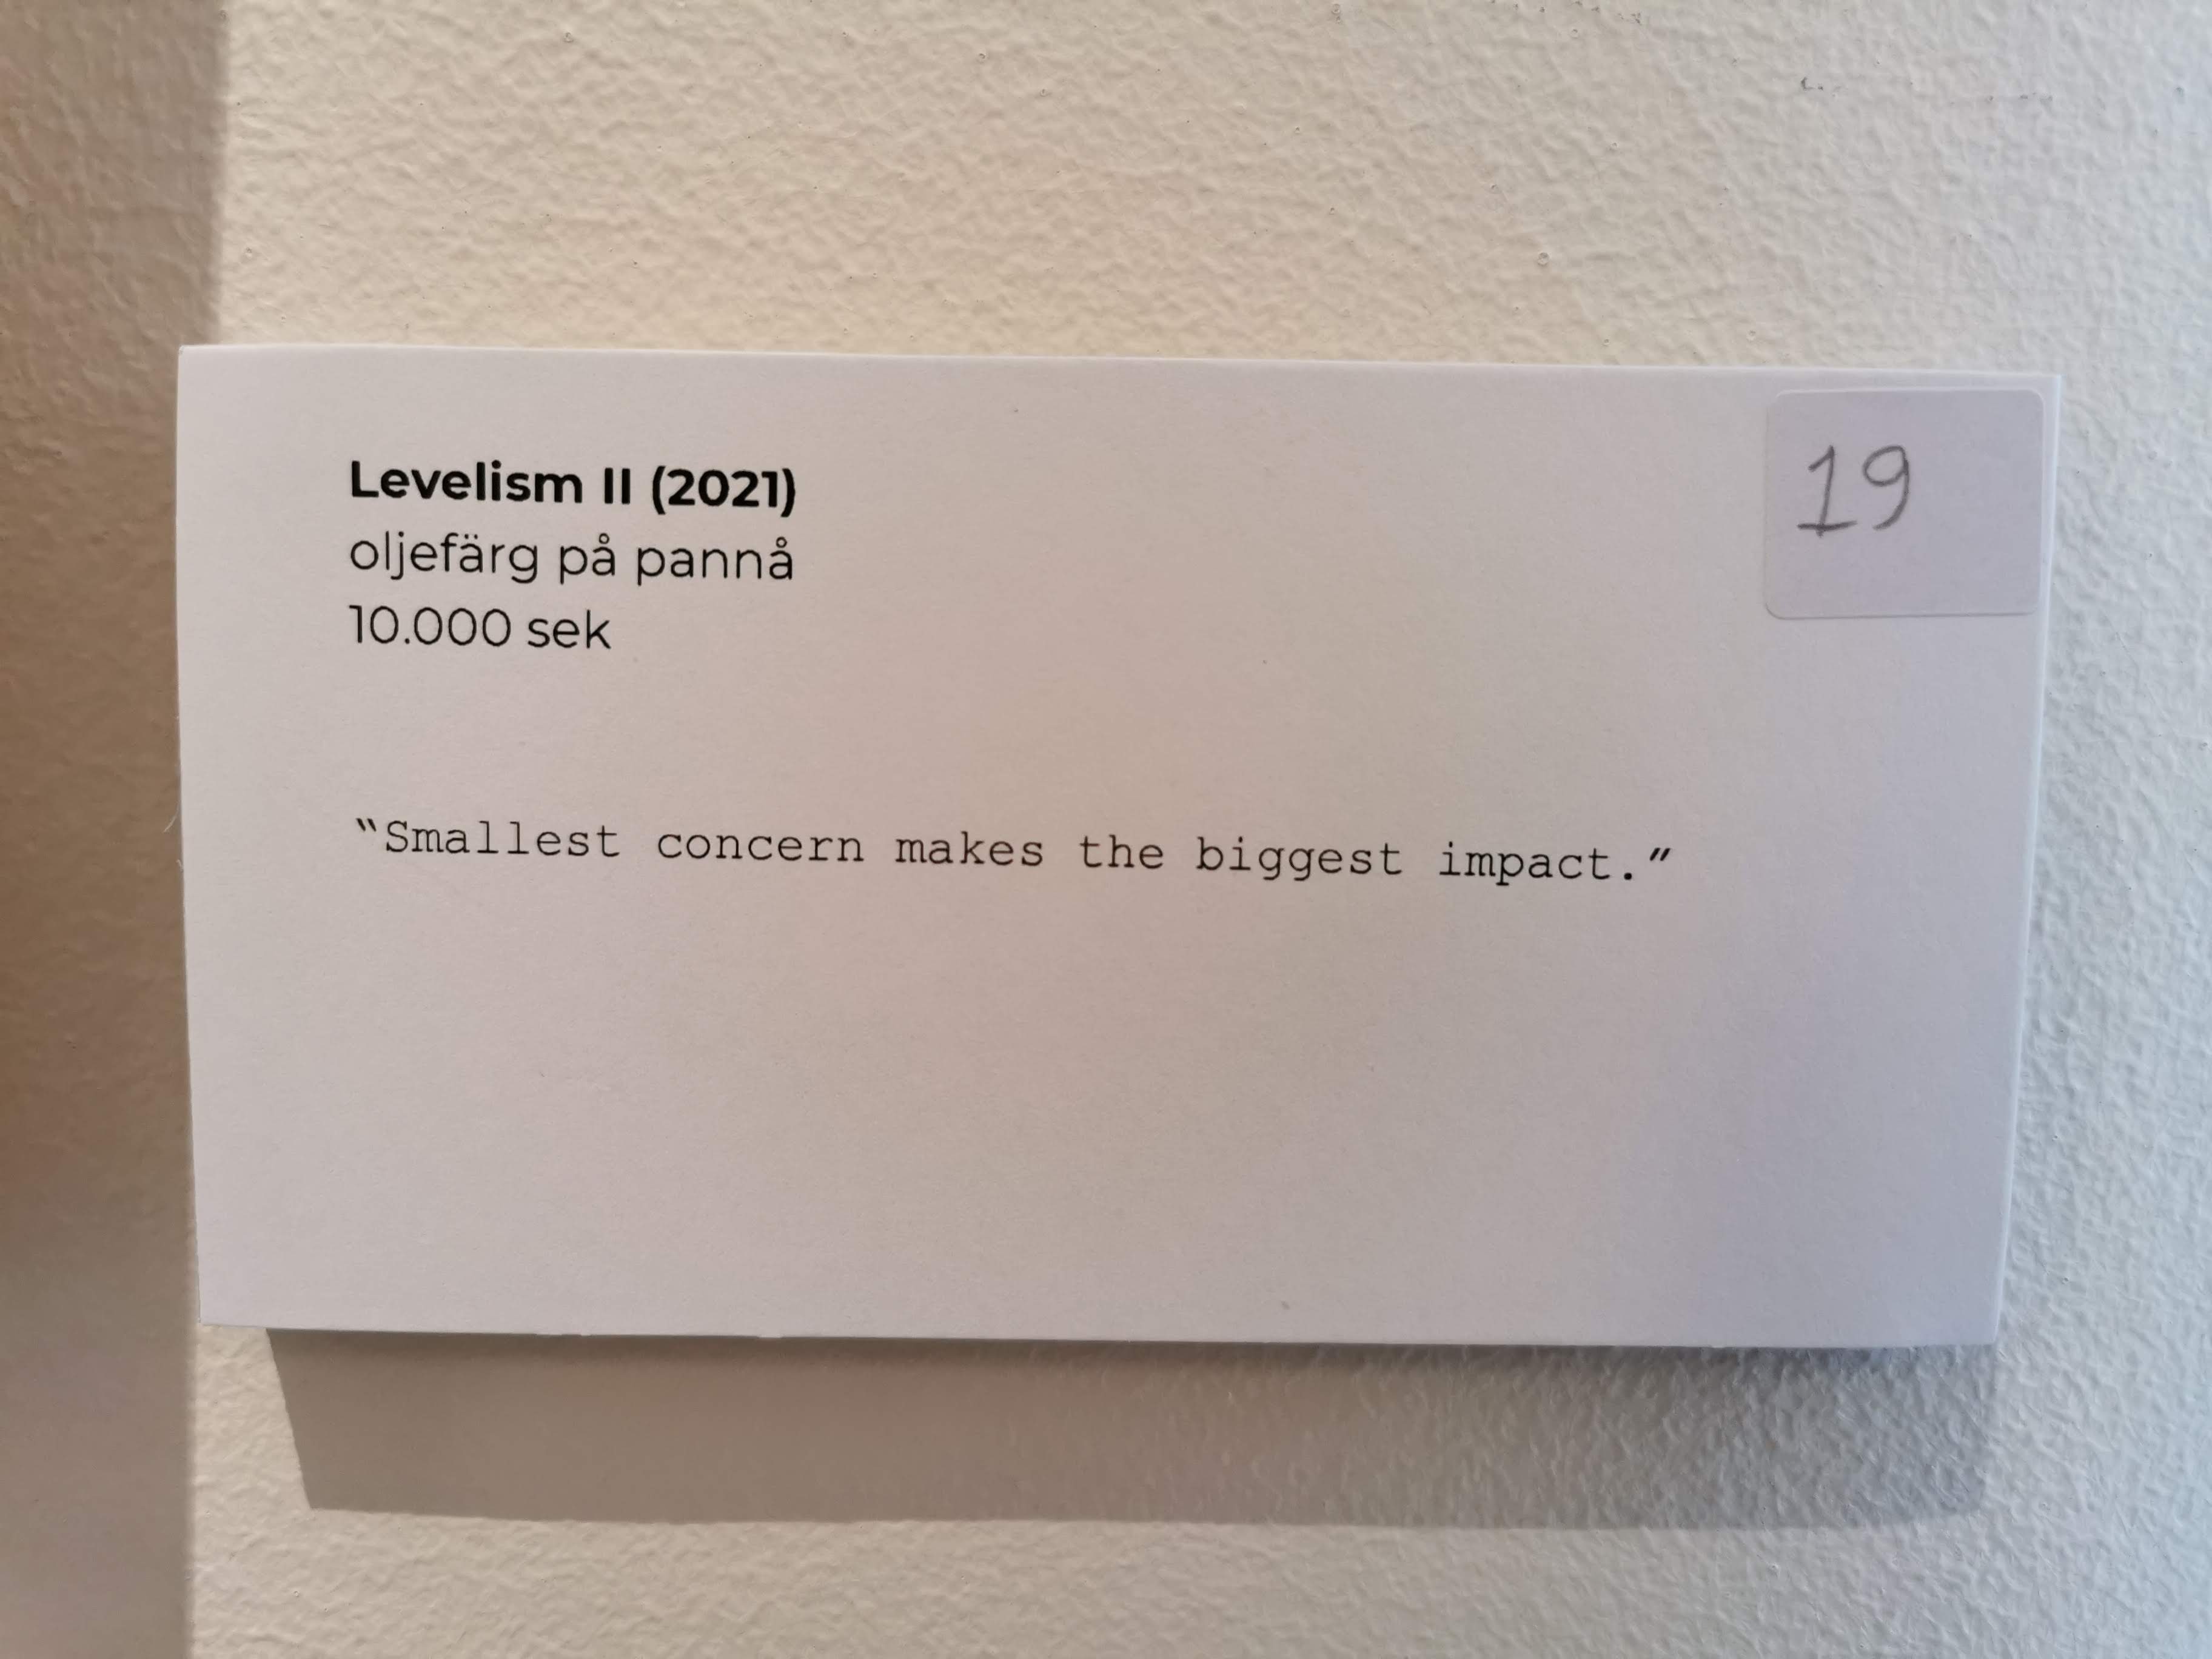 Levelism II (2021)
oljefärg på pannå
10.000 sek
19
“Smallest concern makes the biggest impact.”